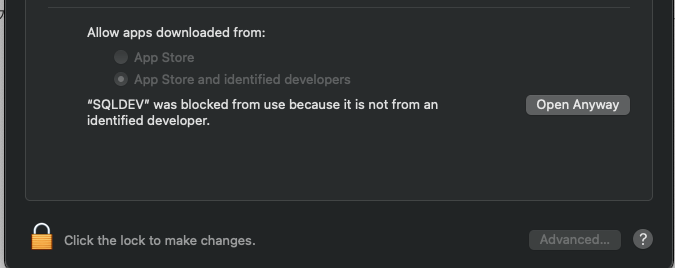 Allow apps downloaded from:
App Store
App Store and identified developers
“SQLDEV” was blocked from use because it is not from an
identified developer.
Open Anyway
Click the lock to make changes.
Advanced...
?